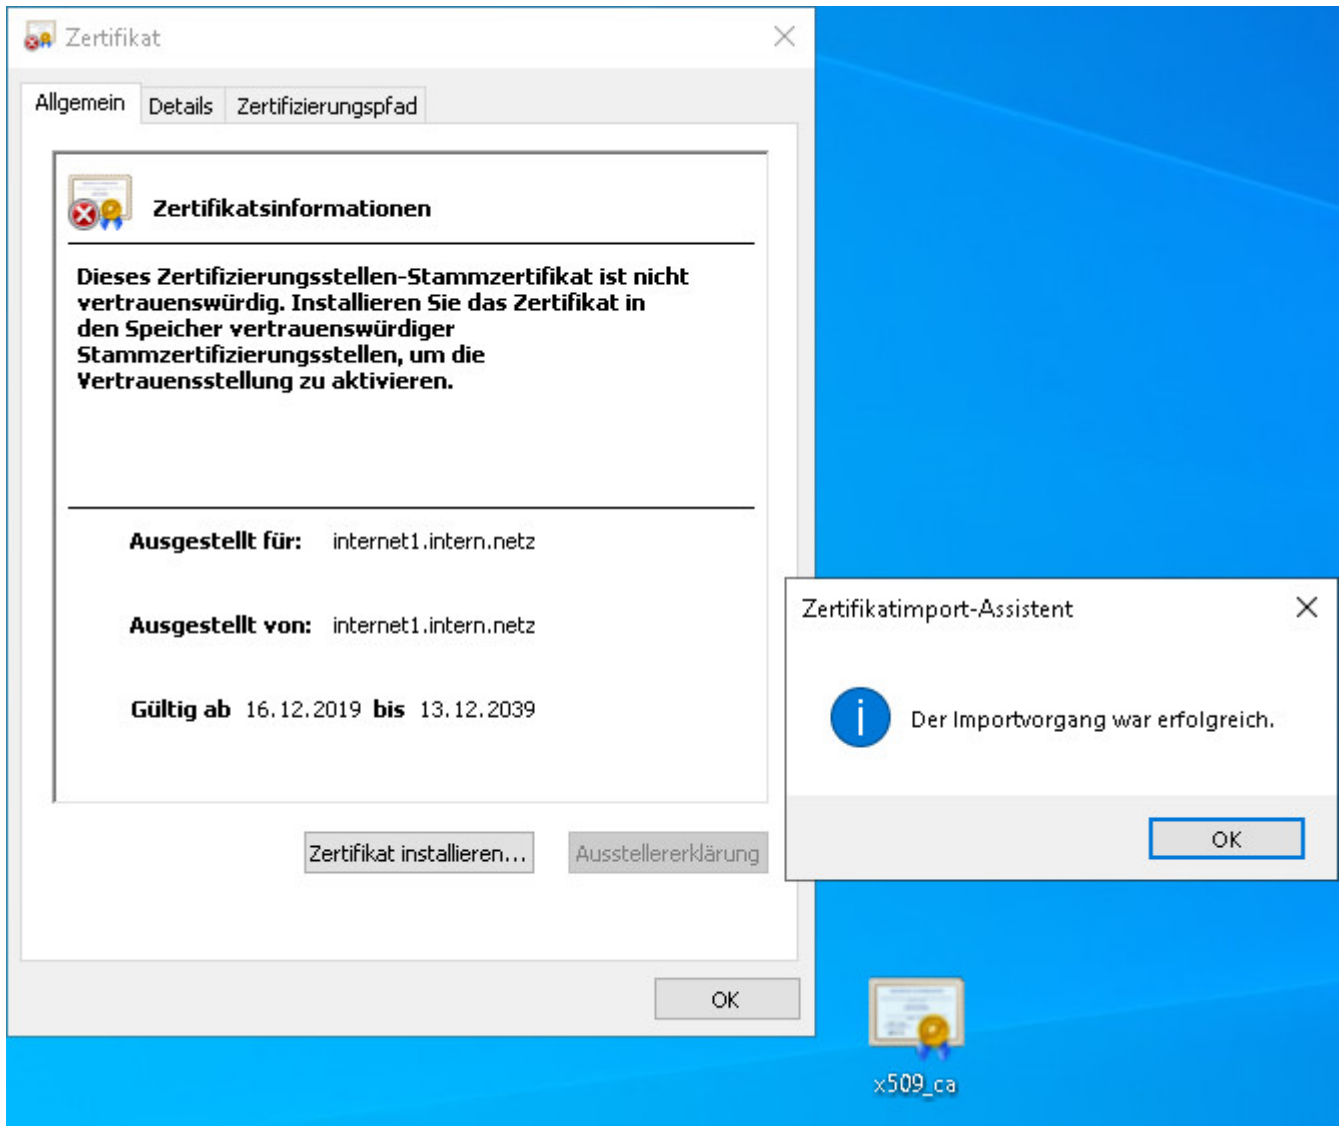 Zertifikat
Allgemein Details Zertifizierungspfad
Zertifikatsinformationen
Dieses Zertifizierungsstellen-Stammzertifikat ist nicht
vertrauenswürdig. Installieren Sie das Zertifikat in
den Speicher vertrauenswürdiger
Stammzertifizierungsstellen, um die
Vertrauensstellung zu aktivieren.
Ausgestellt für: internet1.intern.netz
Ausgestellt von: internet1.intern.netz
Gültig ab 16.12.2019 bis 13.12.2039
Zertifikat installieren... Ausstellererklärung
OK
Zertifikatimport-Assistent
Der Importvorgang war erfolgreich.
OK
x509_ca